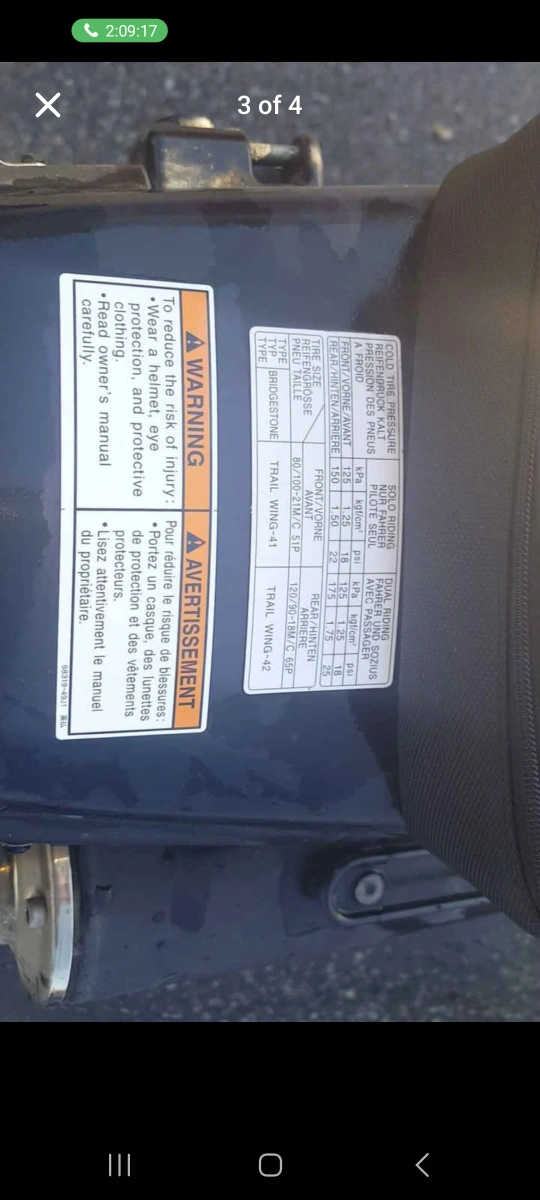 2:09:17
3 of 4
COLD TIRE PRESSURE
REIFENDRUCK KALT
PRESSION DES PNEUS
A FROID
SOLO RIDING
NUR FAHRER
PILOTE SEUL
DUAL RIDING
FAHRER UND SOZIUS
AVEC PASSAGER
kPa kgf/cm² psi kPa kgf/cm² psi
FRONT/VORNE/AVANT 125 1.25 18 125 1.25 18
REAR/HINTEN/ARRIERE 150 1.50 22 175 1.75 25
TIRE SIZE
REIFENGRÖSSE
PNEU TAILLE
FRONT/VORNE
AVANT
REAR/HINTEN
ARRIERE
80/100-21M/C 51P 120/90-18M/C 65P
TYPE
TYP
TYPE
BRIDGESTONE TRAIL WING-41 TRAIL WING-42
WARNING
To reduce the risk of injury:
•Wear a helmet, eye
protection, and protective
clothing.
•Read owner's manual
carefully.
AVERTISSEMENT
Pour réduire le risque de blessures:
•Portez un casque, des lunettes
de protection et des vêtements
protecteurs.
•Lisez attentivement le manuel
du propriétaire.
68319-49J1